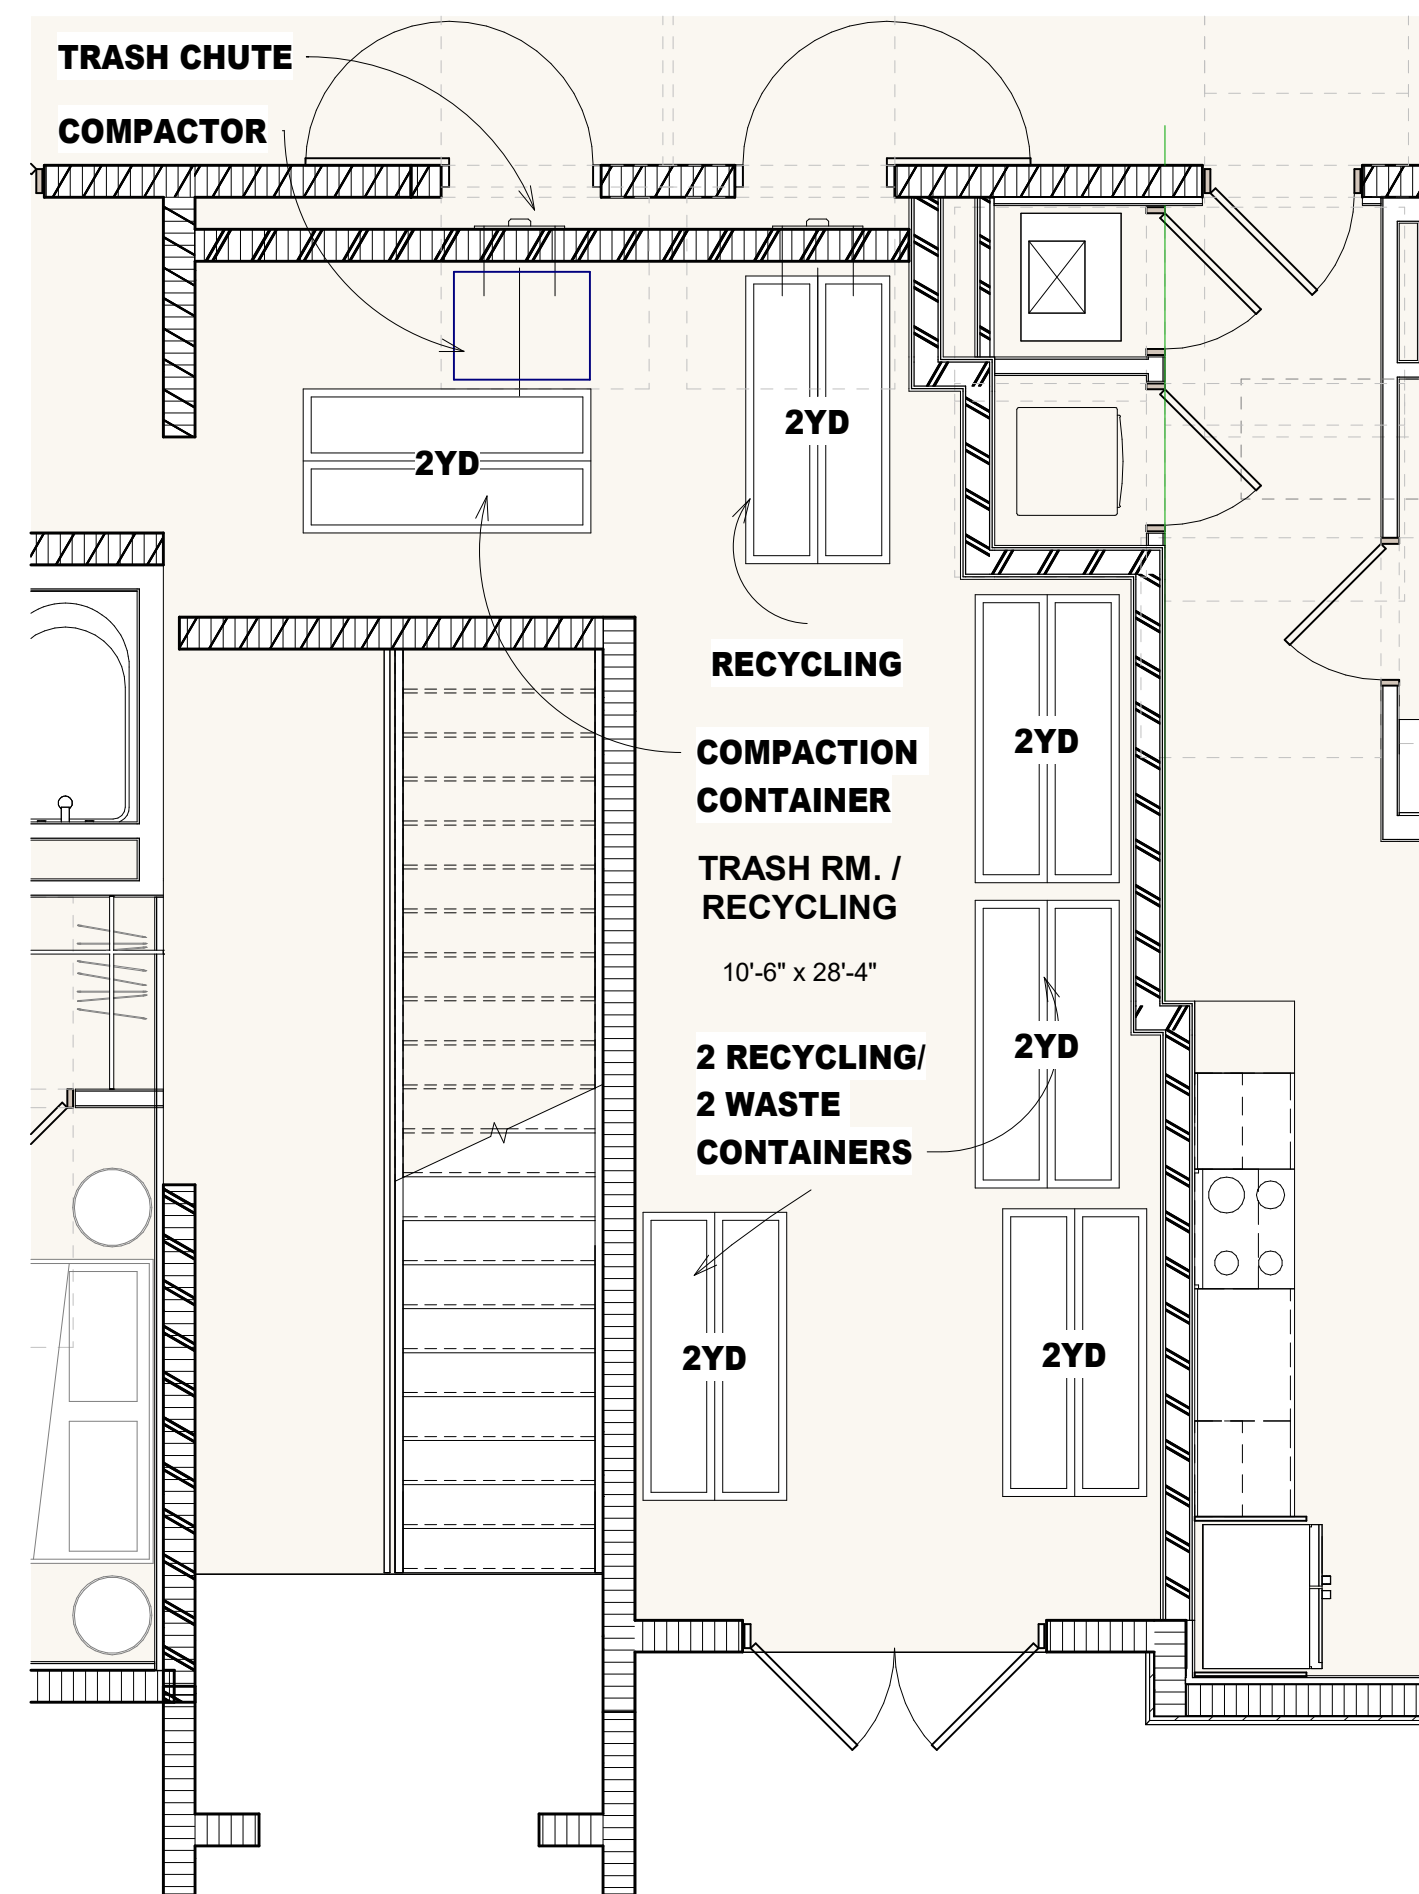 TRASH CHUTE
COMPACTOR
2YD
2YD
RECYCLING
COMPACTION
CONTAINER
2YD
TRASH RM. /
RECYCLING
10'-6" x 28'-4"
2 RECYCLING/
2 WASTE
CONTAINERS
2YD
2YD
2YD